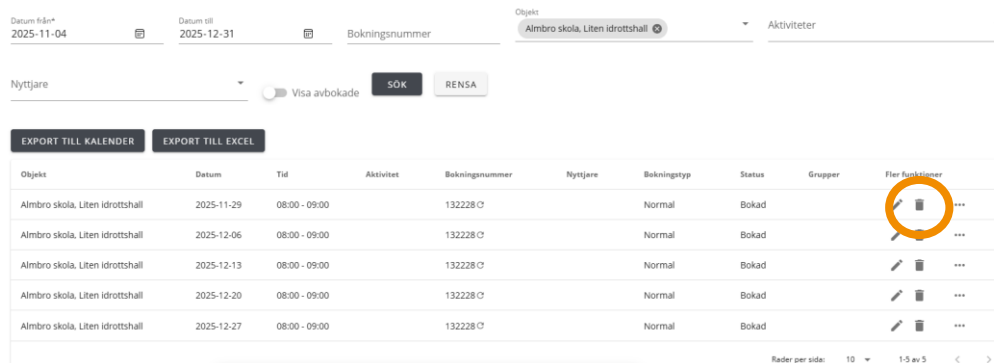 Datum från* Datum till Objekt
2025-11-04 2025-12-31 Bokningsnummer Almbro skola, Liten idrottshall Aktiviteter
Nyttjare Visa avbokade SÖK RENSA
EXPORT TILL KALENDER EXPORT TILL EXCEL
Objekt Datum Tid Aktivitet Bokningsnummer Nyttjare Bokningstyp Status Grupper Fler funktioner
Almbro skola, Liten idrottshall 2025-11-29 08:00 - 09:00 132228 Normal Bokad
Almbro skola, Liten idrottshall 2025-12-06 08:00 - 09:00 132228 Normal Bokad
Almbro skola, Liten idrottshall 2025-12-13 08:00 - 09:00 132228 Normal Bokad
Almbro skola, Liten idrottshall 2025-12-20 08:00 - 09:00 132228 Normal Bokad
Almbro skola, Liten idrottshall 2025-12-27 08:00 - 09:00 132228 Normal Bokad
Rader per sida: 10 1-5 av 5